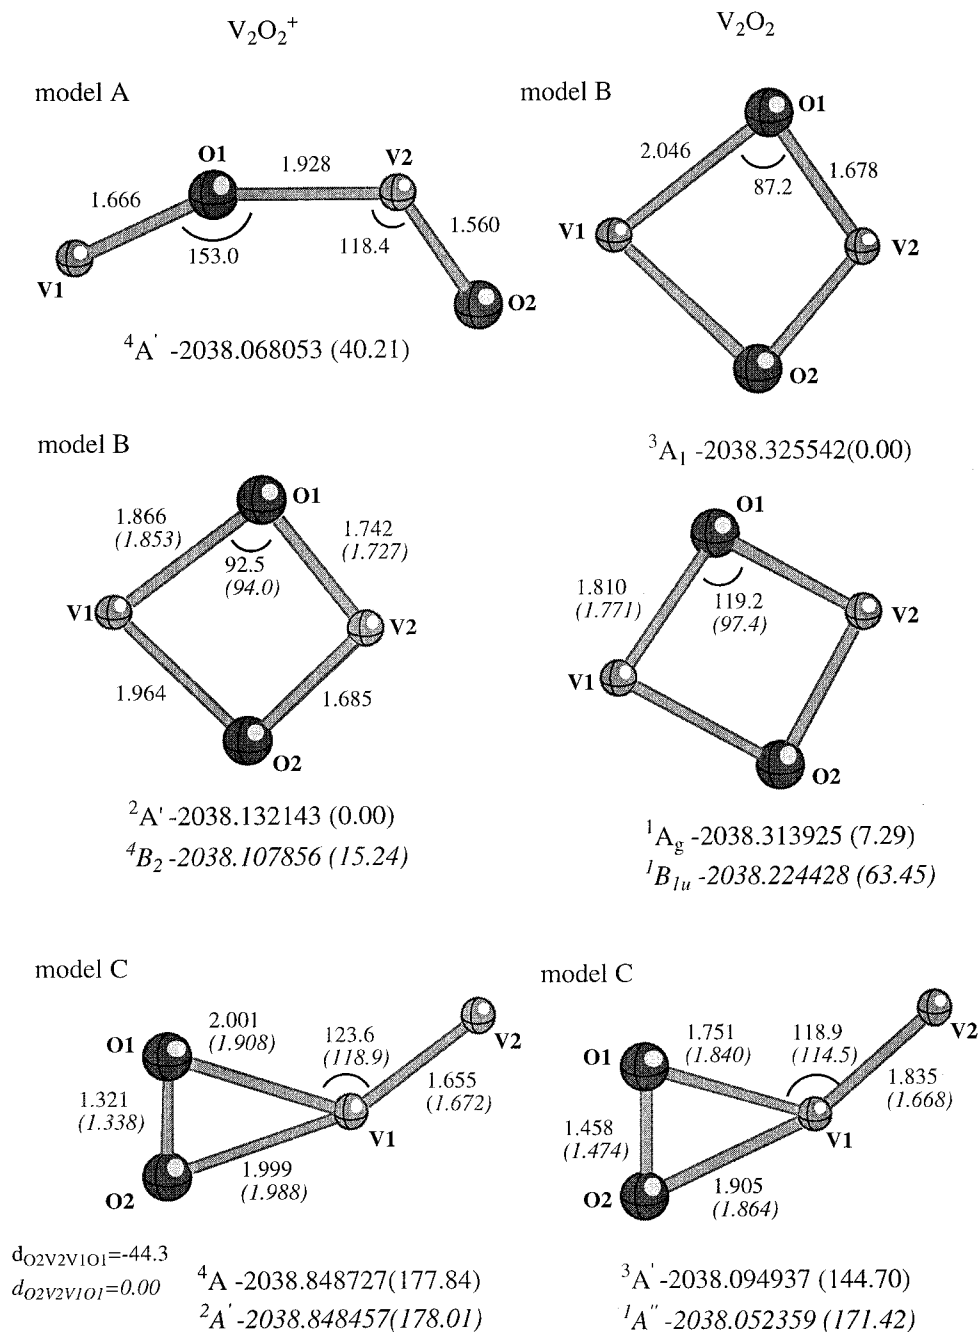 V₂O₂⁺
V₂O₂
model A
O1
1.928
V2
1.666
1.560
153.0
118.4
V1
O2
⁴A' -2038.068053 (40.21)
model B
O1
2.046
1.678
87.2
V1
V2
O2
³A₁ -2038.325542(0.00)
model B
O1
1.866
(1.853)
1.742
(1.727)
92.5
(94.0)
V1
V2
1.964
1.685
O2
²A' -2038.132143 (0.00)
⁴B₂ -2038.107856 (15.24)
O1
1.810
(1.771)
119.2
(97.4)
V2
V1
O2
¹A_g -2038.313925 (7.29)
¹B_1u -2038.224428 (63.45)
model C
2.001
(1.908)
123.6
(118.9)
V2
O1
1.321
(1.338)
1.655
(1.672)
V1
O2
1.999
(1.988)
d_O2V2V1O1=-44.3
d_O2V2V1O1=0.00
⁴A -2038.848727(177.84)
²A' -2038.848457(178.01)
model C
1.751
(1.840)
118.9
(114.5)
V2
O1
1.458
(1.474)
1.835
(1.668)
V1
O2
1.905
(1.864)
³A' -2038.094937 (144.70)
¹A'' -2038.052359 (171.42)